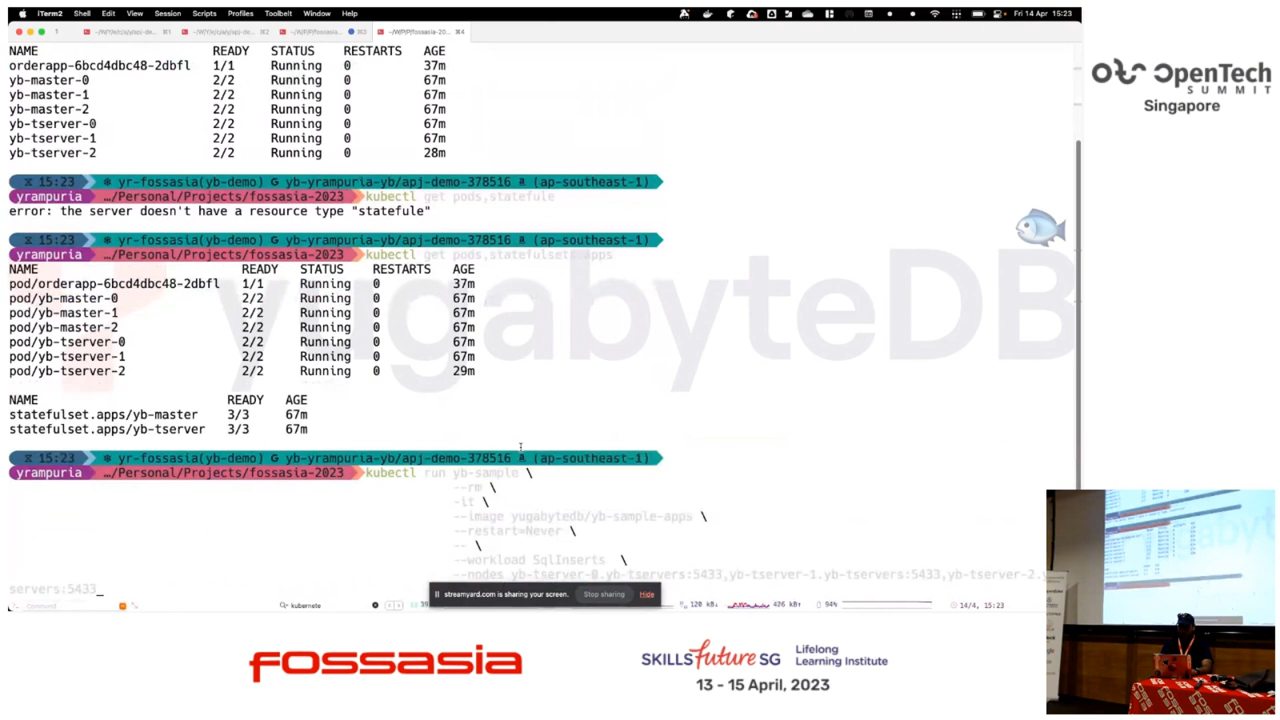 iTerm2 Shell Edit View Session Scripts Profiles Toolbelt Window Help Fri 14 Apr 15:23
NAME READY STATUS RESTARTS AGE
orderapp-6bcd4dbc48-2dbfl 1/1 Running 0 37m
yb-master-0 2/2 Running 0 67m
yb-master-1 2/2 Running 0 67m
yb-master-2 2/2 Running 0 67m
yb-tserver-0 2/2 Running 0 67m
yb-tserver-1 2/2 Running 0 67m
yb-tserver-2 2/2 Running 0 28m
15:23 yr-fossasia(yb-demo) G yb-yrampuria-yb/apj-demo-378516 (ap-southeast-1)
yrampuria …/Personal/Projects/fossasia-2023 kubectl get pods,statefule
error: the server doesn't have a resource type "statefule"
15:23 yr-fossasia(yb-demo) G yb-yrampuria-yb/apj-demo-378516 (ap-southeast-1)
yrampuria …/Personal/Projects/fossasia-2023 kubectl get pods,statefulset.apps
NAME READY STATUS RESTARTS AGE
pod/orderapp-6bcd4dbc48-2dbfl 1/1 Running 0 37m
pod/yb-master-0 2/2 Running 0 67m
pod/yb-master-1 2/2 Running 0 67m
pod/yb-master-2 2/2 Running 0 67m
pod/yb-tserver-0 2/2 Running 0 67m
pod/yb-tserver-1 2/2 Running 0 67m
pod/yb-tserver-2 2/2 Running 0 29m
NAME READY AGE
statefulset.apps/yb-master 3/3 67m
statefulset.apps/yb-tserver 3/3 67m
15:23 yr-fossasia(yb-demo) G yb-yrampuria-yb/apj-demo-378516 (ap-southeast-1)
yrampuria …/Personal/Projects/fossasia-2023 kubectl run yb-sample \
--rm \
-it \
--image yugabytedb/yb-sample-apps \
--restart=Never \
-- \
--workload SqlInserts \
--nodes yb-tserver-0.yb-tservers:5433,yb-tserver-1.yb-tservers:5433,yb-tserver-2.y
servers:5433_
yugabyteDB
streamyard.com is sharing your screen. Stop sharing Hide
kubernete 120 kB↓ 426 kB↑ 94% 14/4, 15:23
OpenTech
SUMMIT
Singapore
FOSSASIA
SKILLS future SG Lifelong
Learning Institute
13 - 15 April, 2023